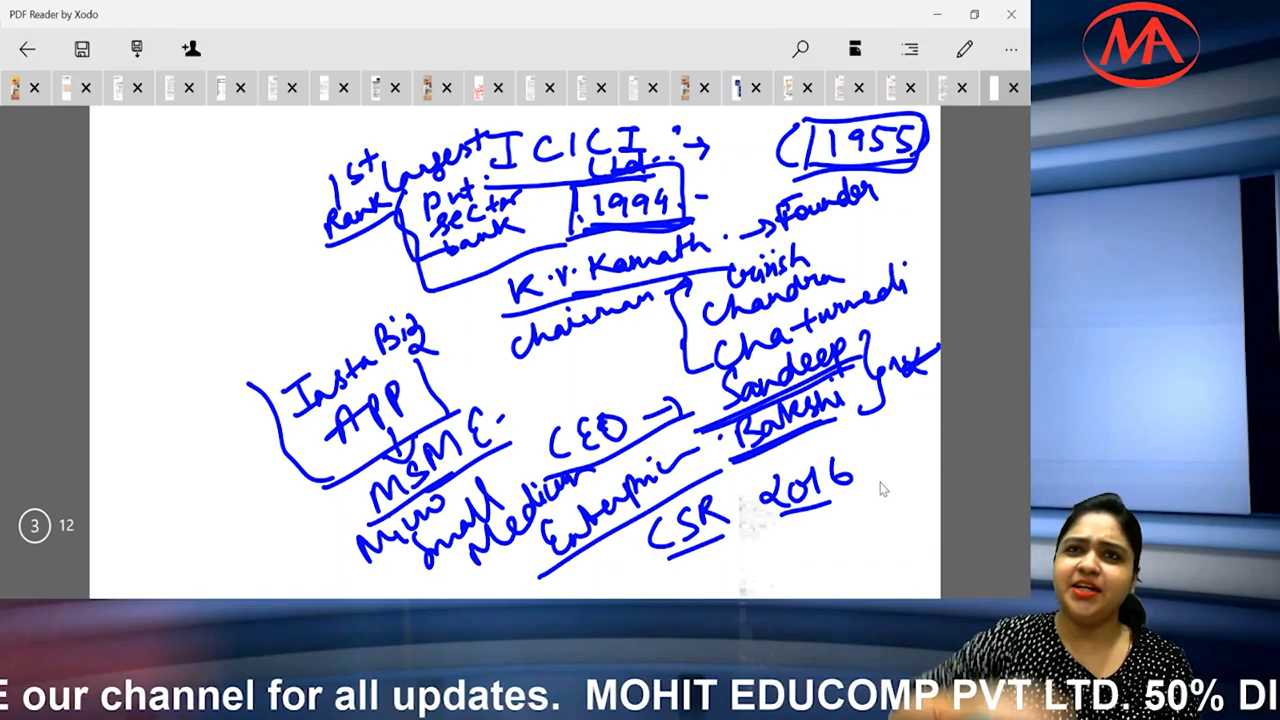 PDF Reader by Xodo
MA
ICICI → (1955
Ltd.
1st largest
Rank
pvt.
sector
bank
1994 -
K.V. Kamath → Founder
chairman →
Girish
Chandra
Chaturvedi
Sandeep
Bakshi
CEO →
InstaBiz
APP
MSME
Micro
Small
Medium
Enterprise
CSR 2016
3 12
E our channel for all updates. MOHIT EDUCOMP PVT LTD. 50% DI